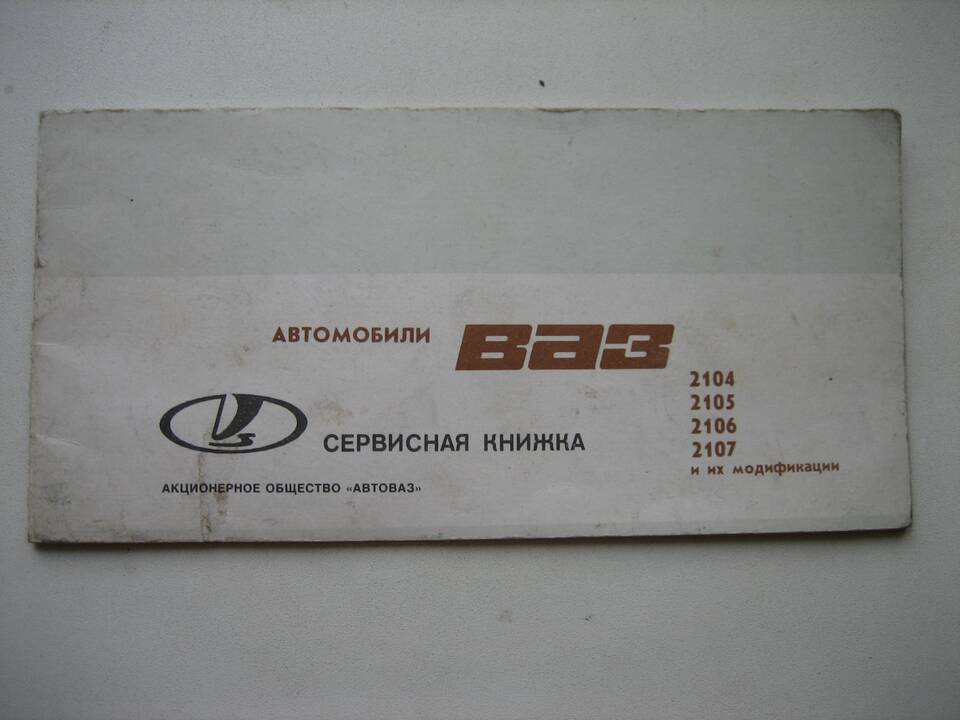 АВТОМОБИЛИ ВАЗ
2104
2105
2106
2107
и их модификации
СЕРВИСНАЯ КНИЖКА
АКЦИОНЕРНОЕ ОБЩЕСТВО «АВТОВАЗ»